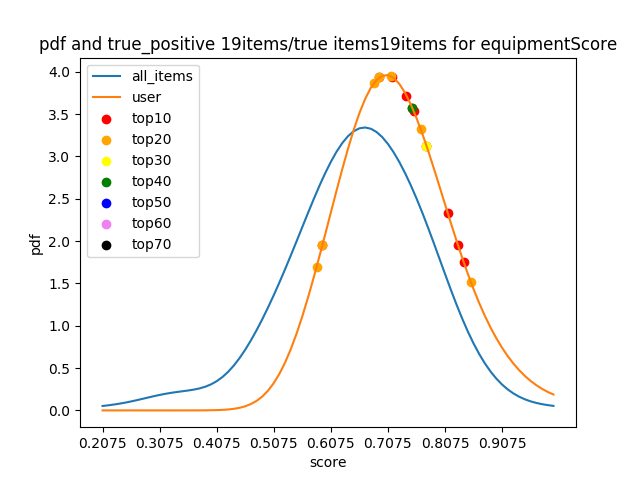 pdf and true_positive 19items/true items19items for equipmentScore
all_items
user
top10
top20
top30
top40
top50
top60
top70
pdf
4.0
3.5
3.0
2.5
2.0
1.5
1.0
0.5
0.0
0.2075 0.3075 0.4075 0.5075 0.6075 0.7075 0.8075 0.9075
score